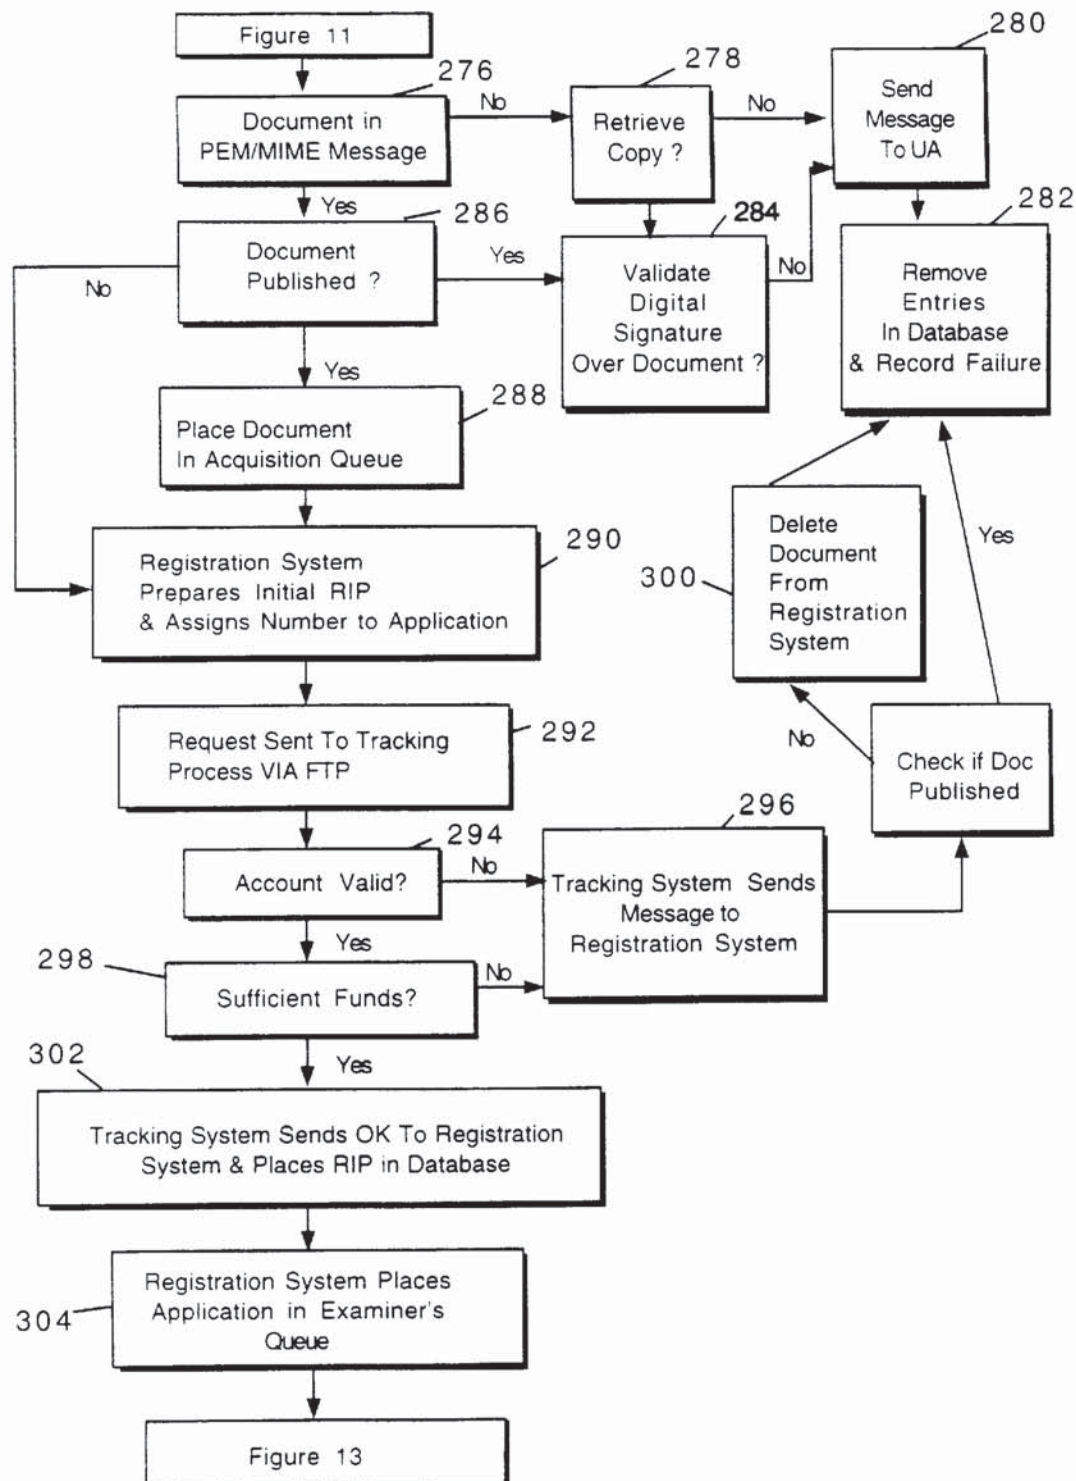 Figure 11
276
Document in
PEM/MIME Message
No
278
Retrieve
Copy ?
No
280
Send
Message
To UA
Yes
286
Document
Published ?
No
Yes
284
Validate
Digital
Signature
Over Document ?
No
282
Remove
Entries
In Database
& Record Failure
Yes
288
Place Document
In Acquisition Queue
290
Registration System
Prepares Initial RIP
& Assigns Number to Application
300
Delete
Document
From
Registration
System
Yes
No
Check if Doc
Published
292
Request Sent To Tracking
Process VIA FTP
294
Account Valid?
No
296
Tracking System Sends
Message to
Registration System
Yes
298
Sufficient Funds?
No
Yes
302
Tracking System Sends OK To Registration
System & Places RIP in Database
304
Registration System Places
Application in Examiner's
Queue
Figure 13